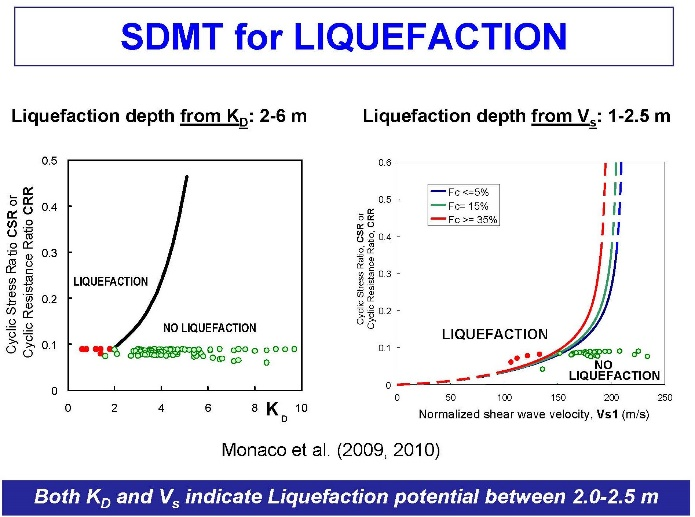 SDMT for LIQUEFACTION
Liquefaction depth from KD: 2-6 m
Cyclic Stress Ratio CSR or
Cyclic Resistance Ratio CRR
0.5
0.4
0.3
0.2
0.1
0
LIQUEFACTION
NO LIQUEFACTION
0 2 4 6 8 KD 10
Liquefaction depth from Vs: 1-2.5 m
Cyclic Stress Ratio, CSR or
Cyclic Resistance Ratio, CRR
0.6
0.5
0.4
0.3
0.2
0.1
0
Fc <=5%
Fc= 15%
Fc >= 35%
LIQUEFACTION
NO
LIQUEFACTION
0 50 100 150 200 250
Normalized shear wave velocity, Vs1 (m/s)
Monaco et al. (2009, 2010)
Both KD and Vs indicate Liquefaction potential between 2.0-2.5 m